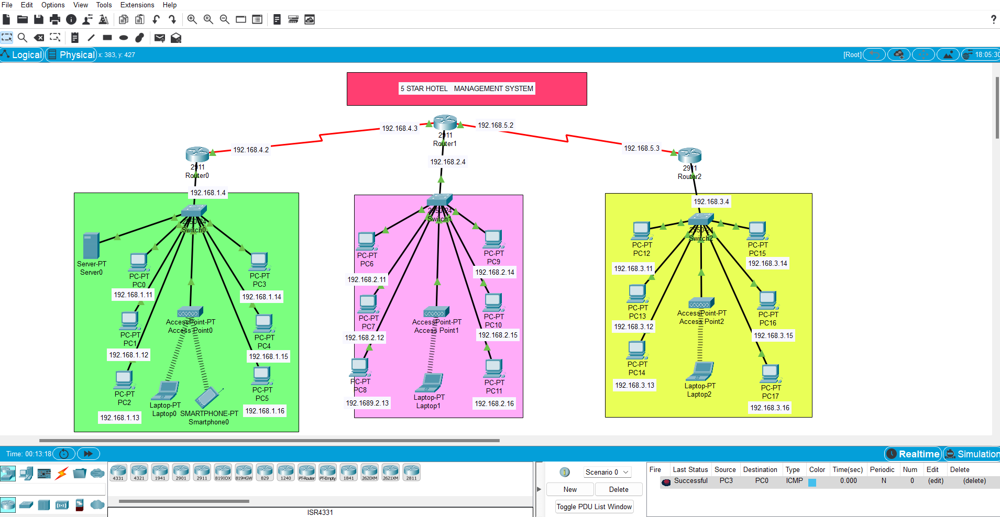 File Edit Options View Tools Extensions Help
?
Logical Physical x: 383, y: 427 [Root] 18:05:30
5 STAR HOTEL MANAGEMENT SYSTEM
192.168.4.3 192.168.5.2
2911
Router1
192.168.4.2 192.168.5.3
192.168.2.4
2911
Router0
2911
Router2
192.168.1.4
2950-24
Switch0
Server-PT
Server0
PC-PT
PC0
192.168.1.11
PC-PT
PC3
192.168.1.14
AccessPoint-PT
Access Point0
PC-PT
PC1
192.168.1.12
PC-PT
PC4
192.168.1.15
PC-PT
PC2
192.168.1.13
Laptop-PT
Laptop0
SMARTPHONE-PT
Smartphone0
PC-PT
PC5
192.168.1.16
2950-24
Switch1
PC-PT
PC6
192.168.2.11
PC-PT
PC9
192.168.2.14
PC-PT
PC7
192.168.2.12
AccessPoint-PT
Access Point1
PC-PT
PC10
192.168.2.15
PC-PT
PC8
192.1689.2.13
Laptop-PT
Laptop1
PC-PT
PC11
192.168.2.16
192.168.3.4
2950-24
Switch2
PC-PT
PC12
192.168.3.11
PC-PT
PC15
192.168.3.14
PC-PT
PC13
192.168.3.12
AccessPoint-PT
Access Point2
PC-PT
PC16
192.168.3.15
PC-PT
PC14
192.168.3.13
Laptop-PT
Laptop2
PC-PT
PC17
192.168.3.16
Time: 00:13:18 Realtime Simulation
4331 4321 1941 2901 2911 819IOX 819HGW 829 1240 PT-Router PT-Empty 1841 2620XM 2621XM 2811
ISR4331
Scenario 0
New Delete
Toggle PDU List Window
Fire Last Status Source Destination Type Color Time(sec) Periodic Num Edit Delete
Successful PC3 PC0 ICMP 0.000 N 0 (edit) (delete)